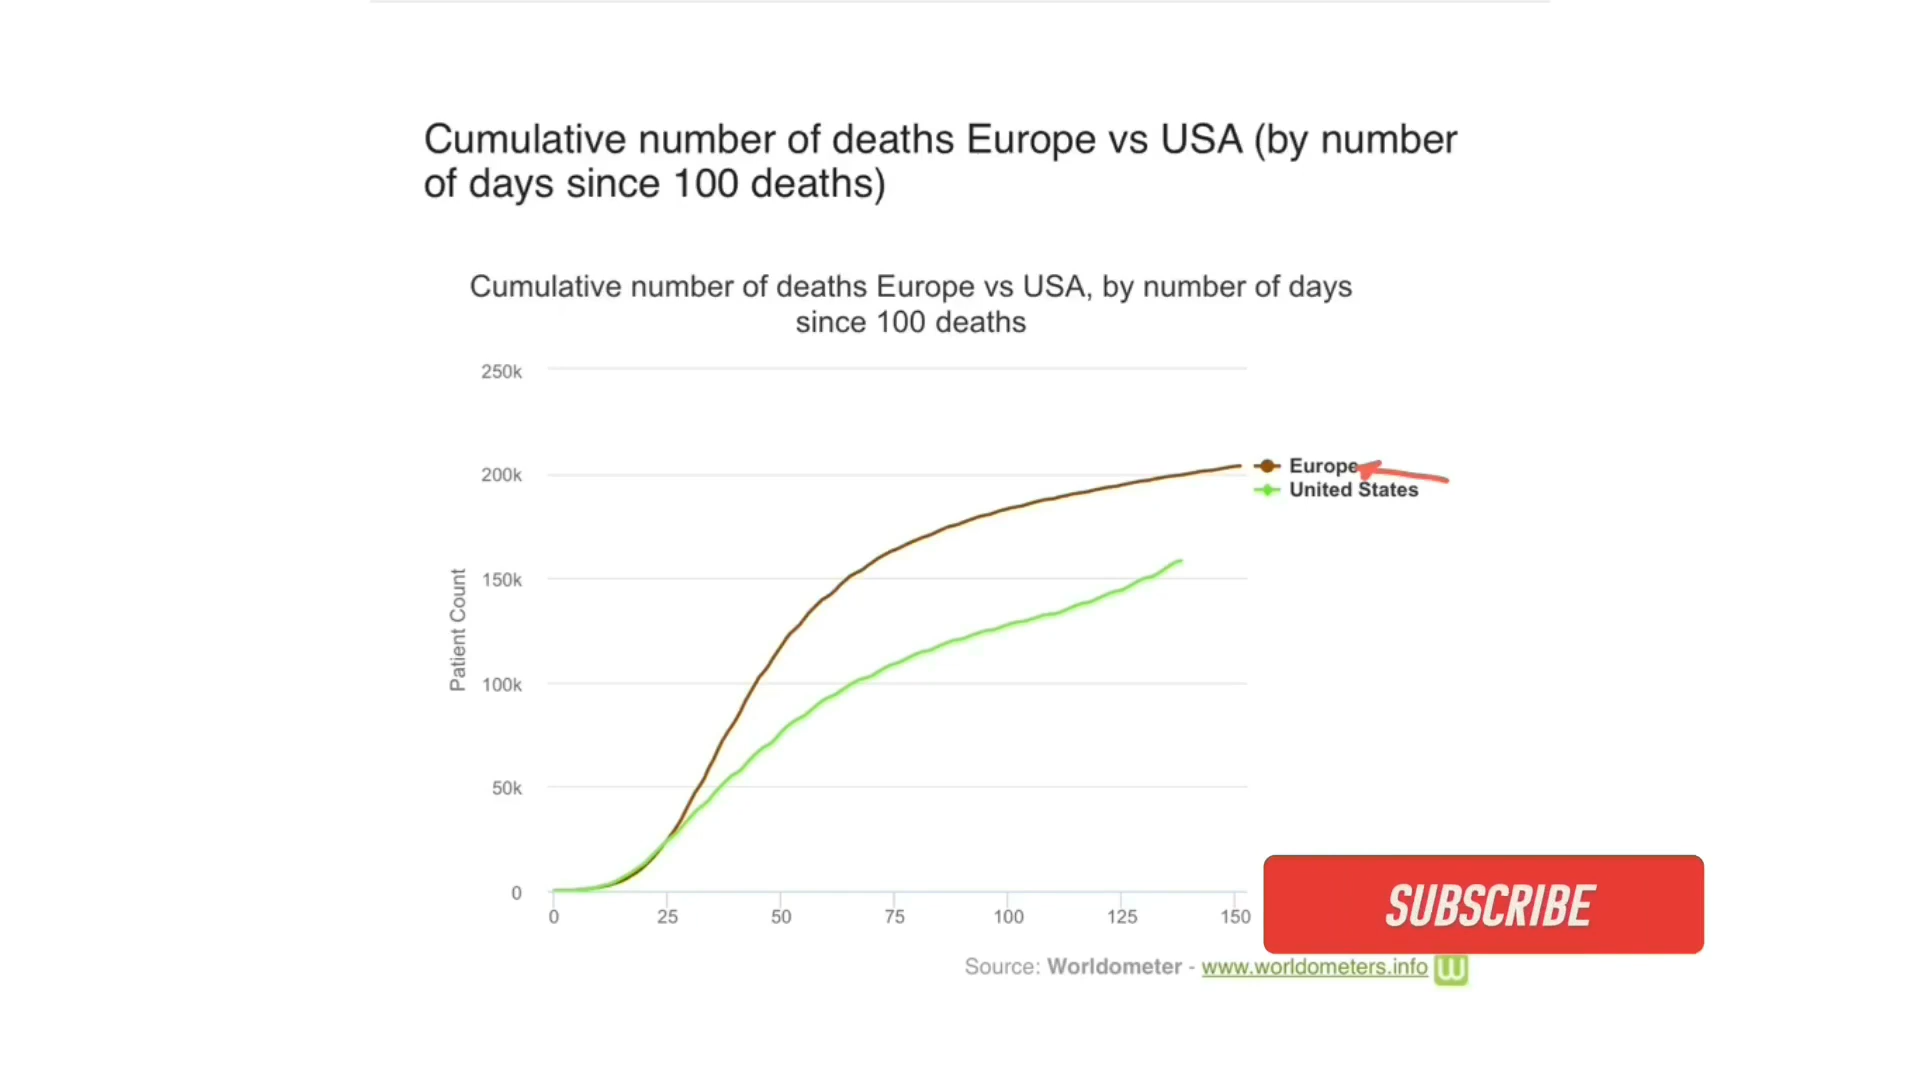 Cumulative number of deaths Europe vs USA (by number
of days since 100 deaths)
Cumulative number of deaths Europe vs USA, by number of days
since 100 deaths
250k
200k
150k
100k
50k
0
Patient Count
Europe
United States
0 25 50 75 100 125 150
SUBSCRIBE
Source: Worldometer - www.worldometers.info
W